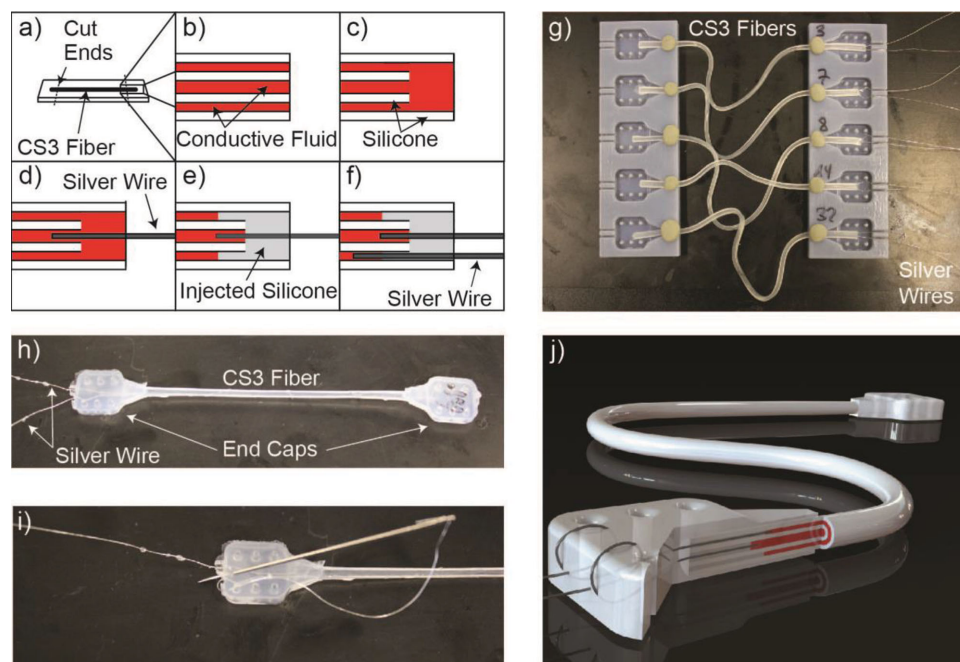 a)
Cut
Ends
CS3 Fiber
b)
Conductive Fluid
c)
Silicone
d)
Silver Wire
e)
Injected Silicone
f)
Silver Wire
g)
CS3 Fibers
3
7
8
14
32
Silver
Wires
h)
CS3 Fiber
Silver Wire
End Caps
i)
j)